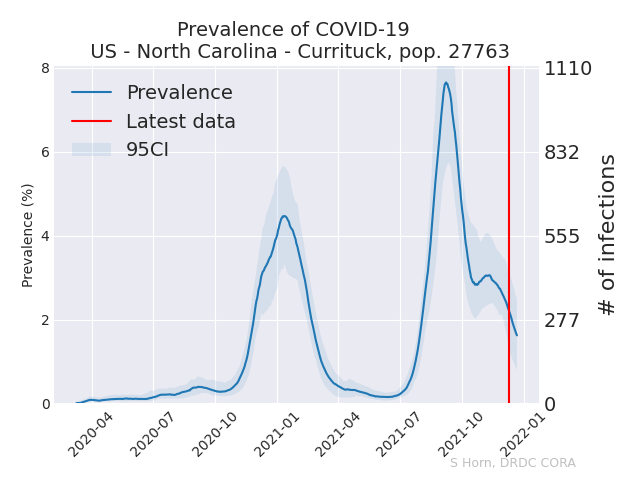 Prevalence of COVID-19
US - North Carolina - Currituck, pop. 27763
Prevalence
Latest data
95CI
Prevalence (%)
8
6
4
2
0
1110
832
555
277
0
# of infections
2020-04
2020-07
2020-10
2021-01
2021-04
2021-07
2021-10
2022-01
S Horn, DRDC CORA